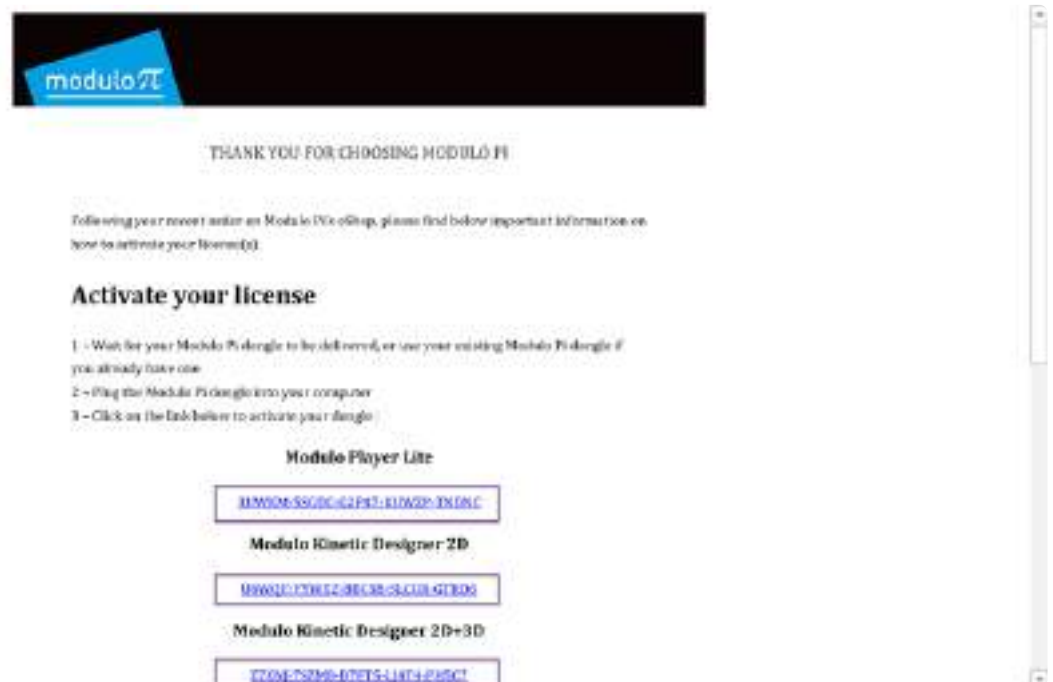 modulo π
THANK YOU FOR CHOOSING MODULO PI
Following your recent order on Modulo Pi's eShop, please find below important information on
how to activate your license(s)
Activate your license
1 – Wait for your Modulo Pi dongle to be delivered, or use your existing Modulo Pi dongle if
you already have one
2 – Plug the Modulo Pi dongle into your computer
3 – Click on the link below to activate your dongle
Modulo Player Lite
Modulo Kinetic Designer 2D
Modulo Kinetic Designer 2D+3D